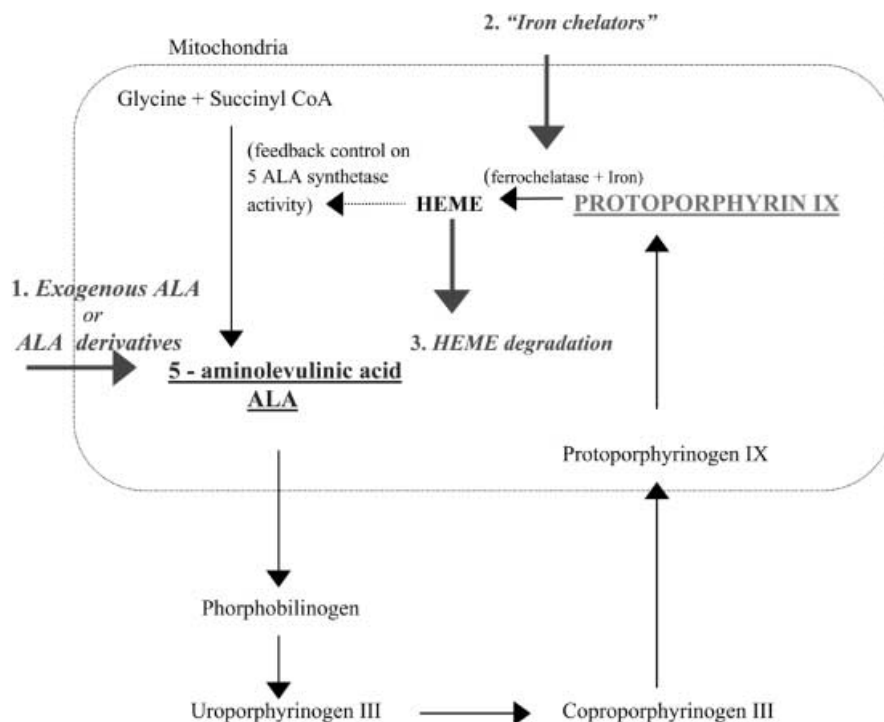 2. “Iron chelators”
Mitochondria
Glycine + Succinyl CoA
(feedback control on
5 ALA synthetase
activity)
HEME
(ferrochelatase + Iron)
PROTOPORPHYRIN IX
1. Exogenous ALA
or
ALA derivatives
3. HEME degradation
5 - aminolevulinic acid
ALA
Protoporphyrinogen IX
Phorphobilinogen
Uroporphyrinogen III
Coproporphyrinogen III